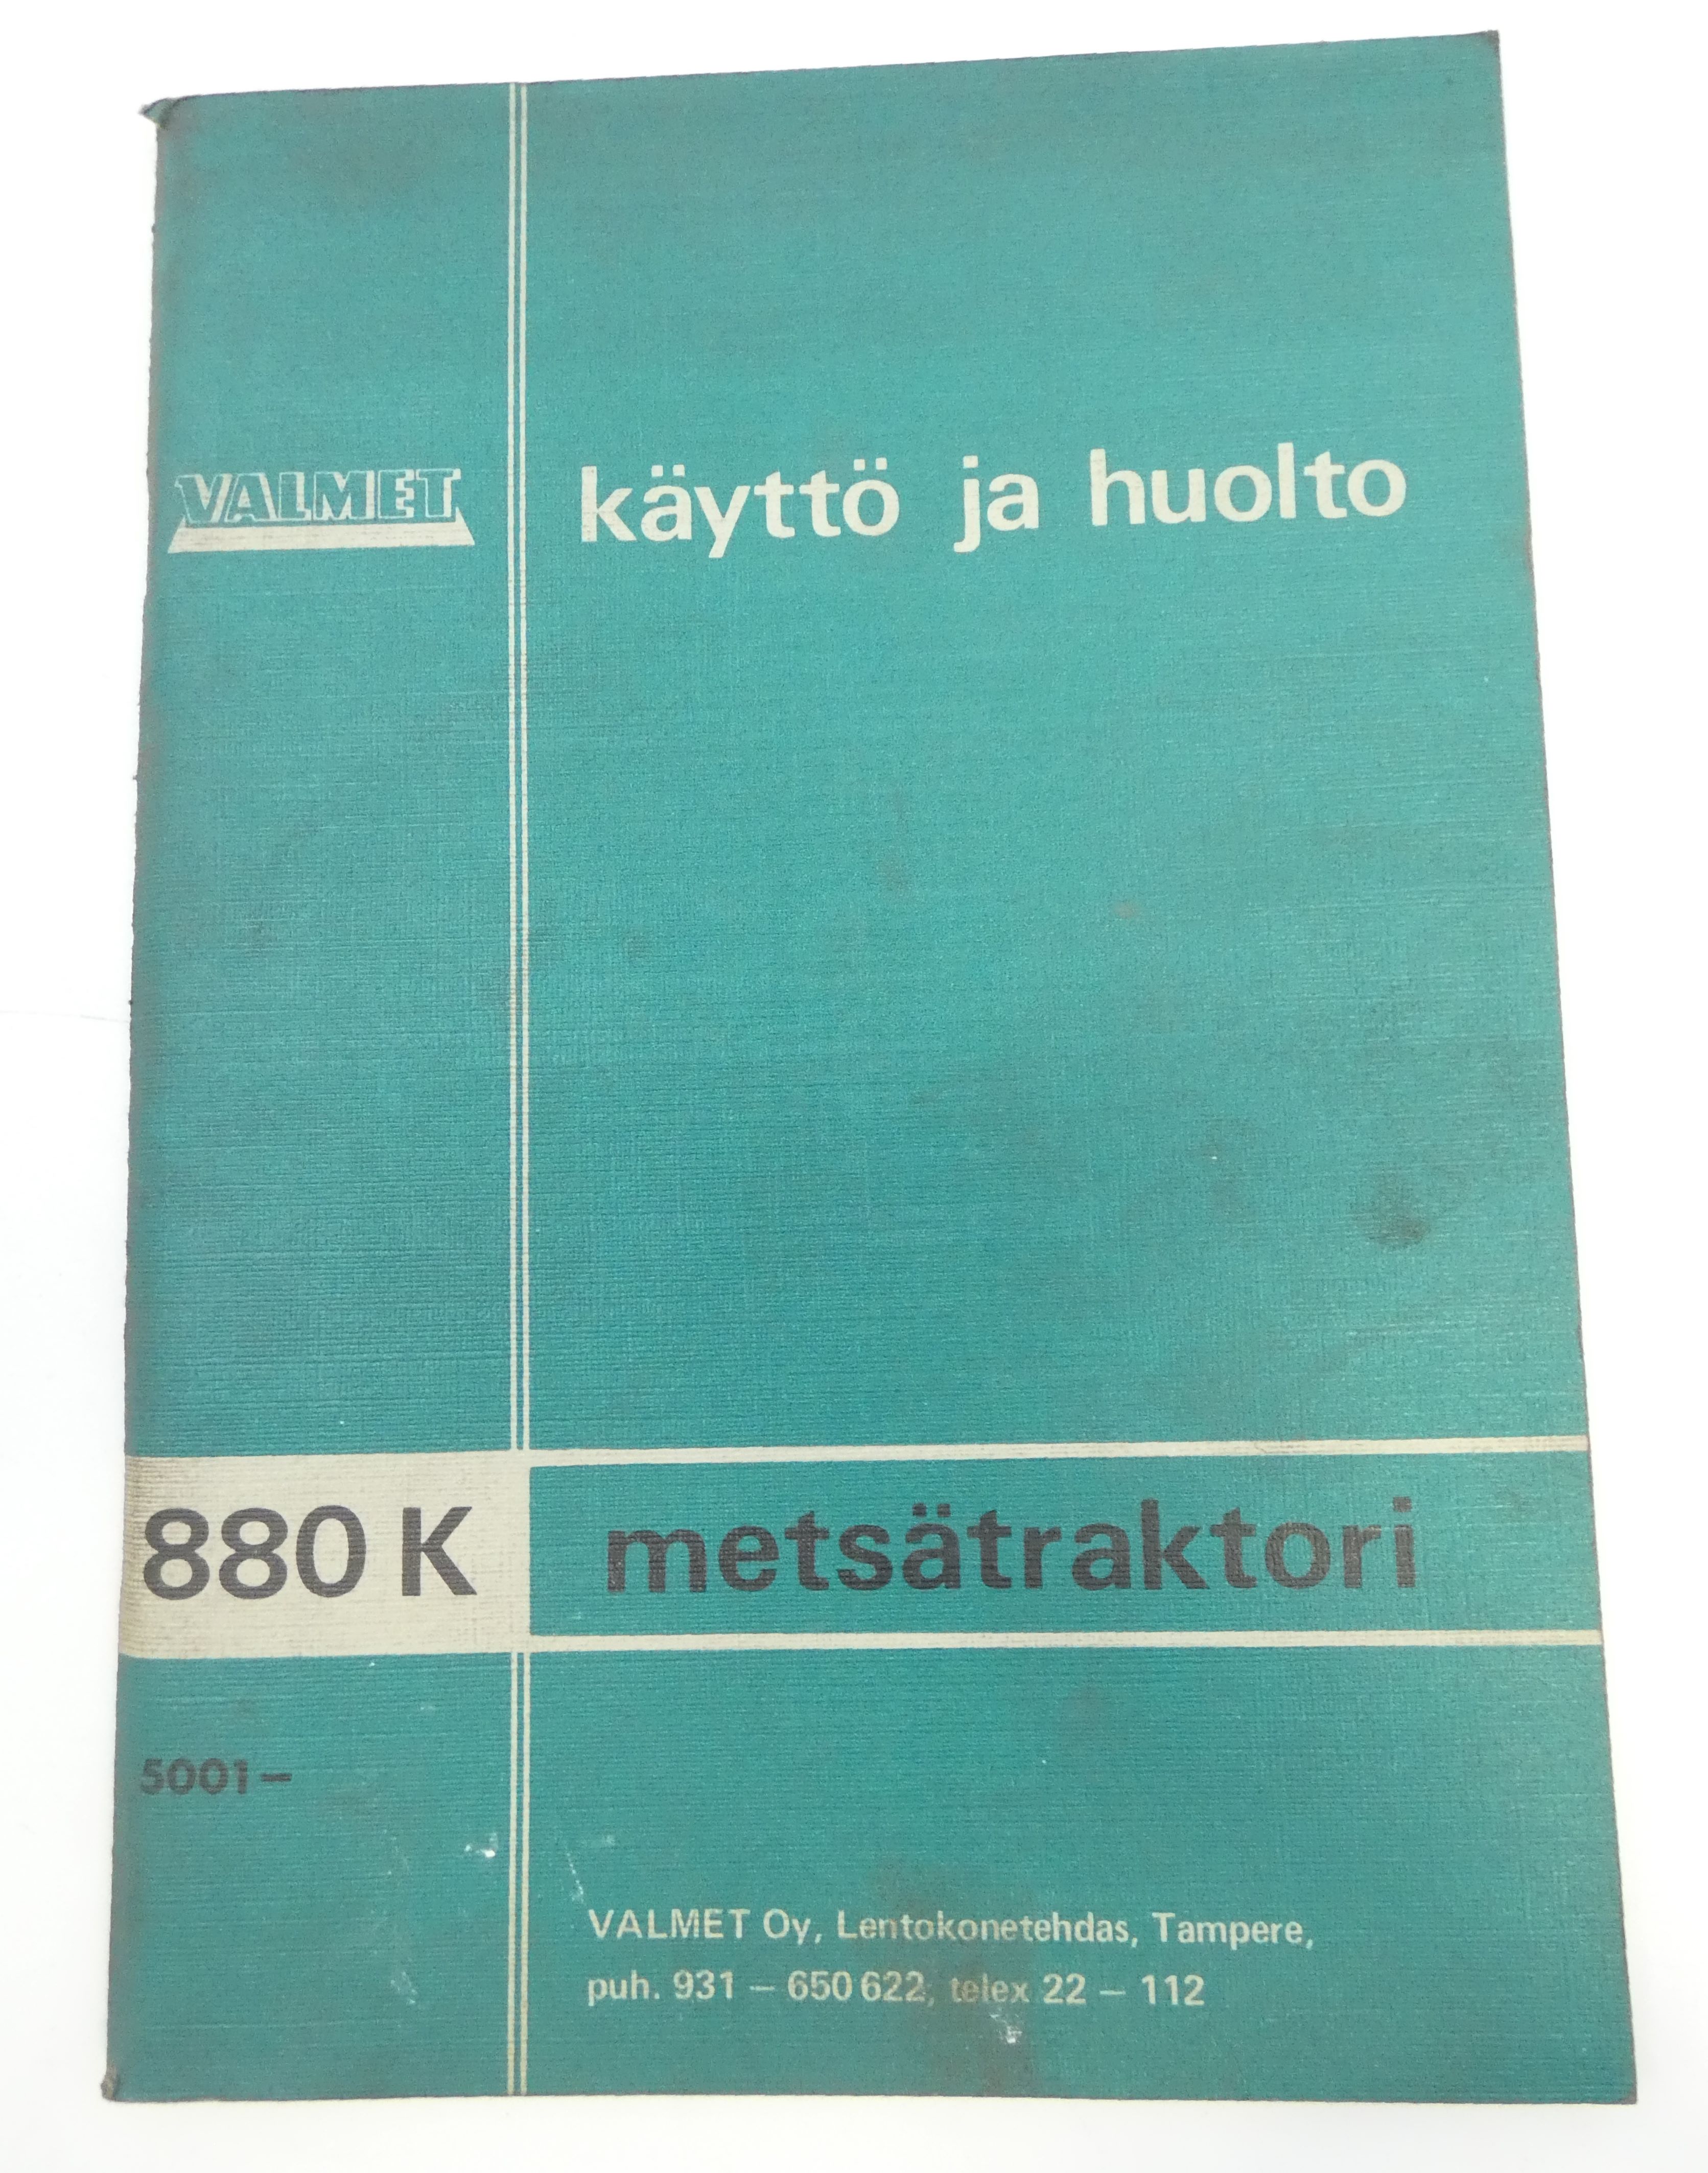 VALMET
käyttö ja huolto
880 K metsätraktori
5001–
VALMET Oy, Lentokonetehdas, Tampere,
puh. 931 – 650 622, telex 22 – 112